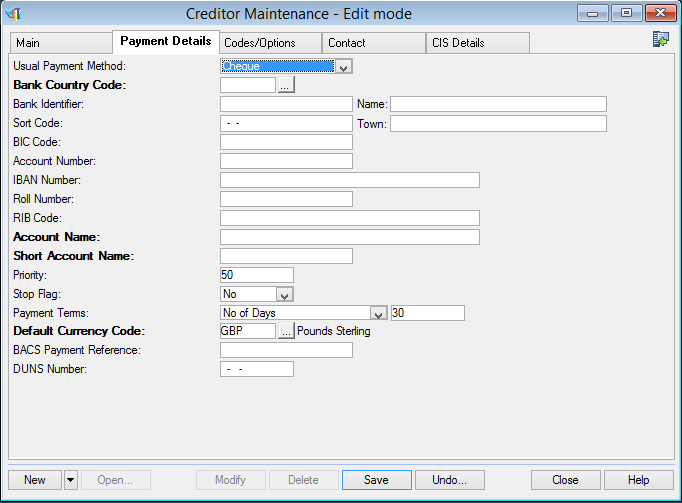 Creditor Maintenance - Edit mode
Main Payment Details Codes/Options Contact CIS Details
Usual Payment Method: Cheque
Bank Country Code: ...
Bank Identifier: Name:
Sort Code: - - Town:
BIC Code:
Account Number:
IBAN Number:
Roll Number:
RIB Code:
Account Name:
Short Account Name:
Priority: 50
Stop Flag: No
Payment Terms: No of Days 30
Default Currency Code: GBP ... Pounds Sterling
BACS Payment Reference:
DUNS Number: - -
New Open... Modify Delete Save Undo... Close Help